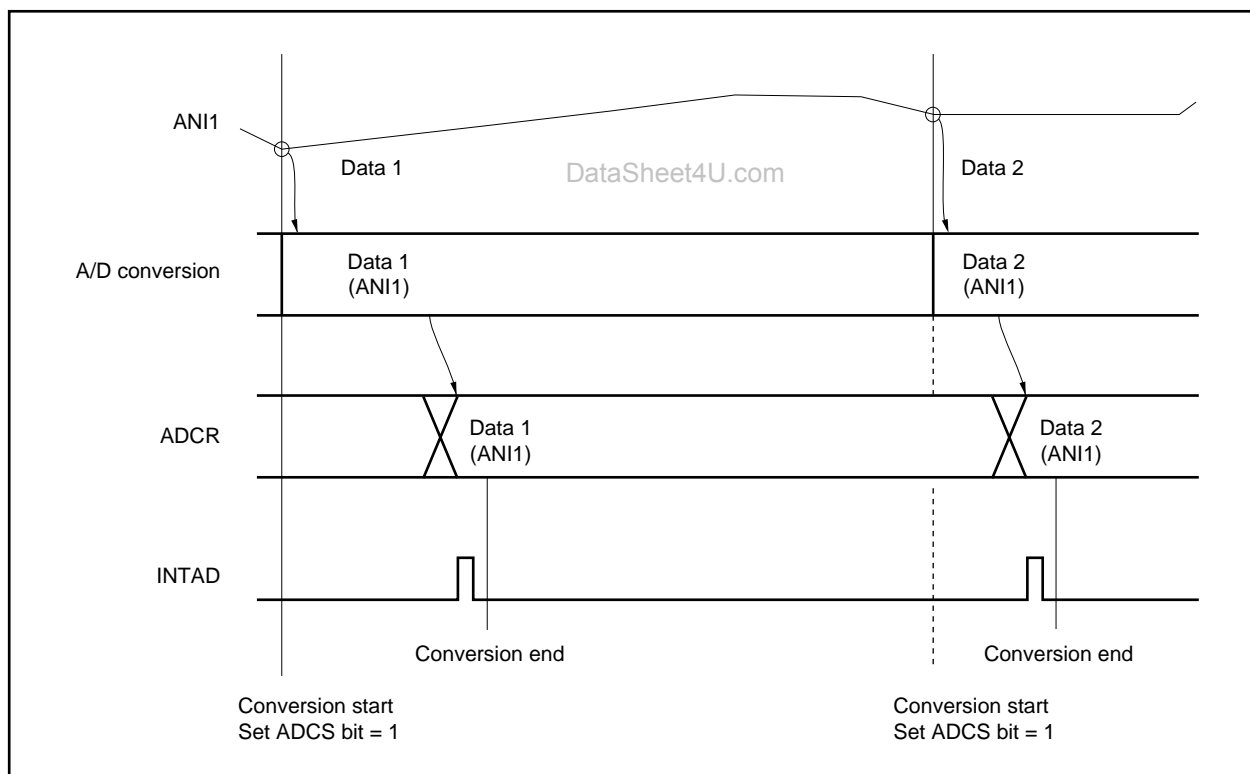 ANI1
Data 1
DataSheet4U.com
Data 2
A/D conversion
Data 1
(ANI1)
Data 2
(ANI1)
ADCR
Data 1
(ANI1)
Data 2
(ANI1)
INTAD
Conversion end
Conversion end
Conversion start
Set ADCS bit = 1
Conversion start
Set ADCS bit = 1